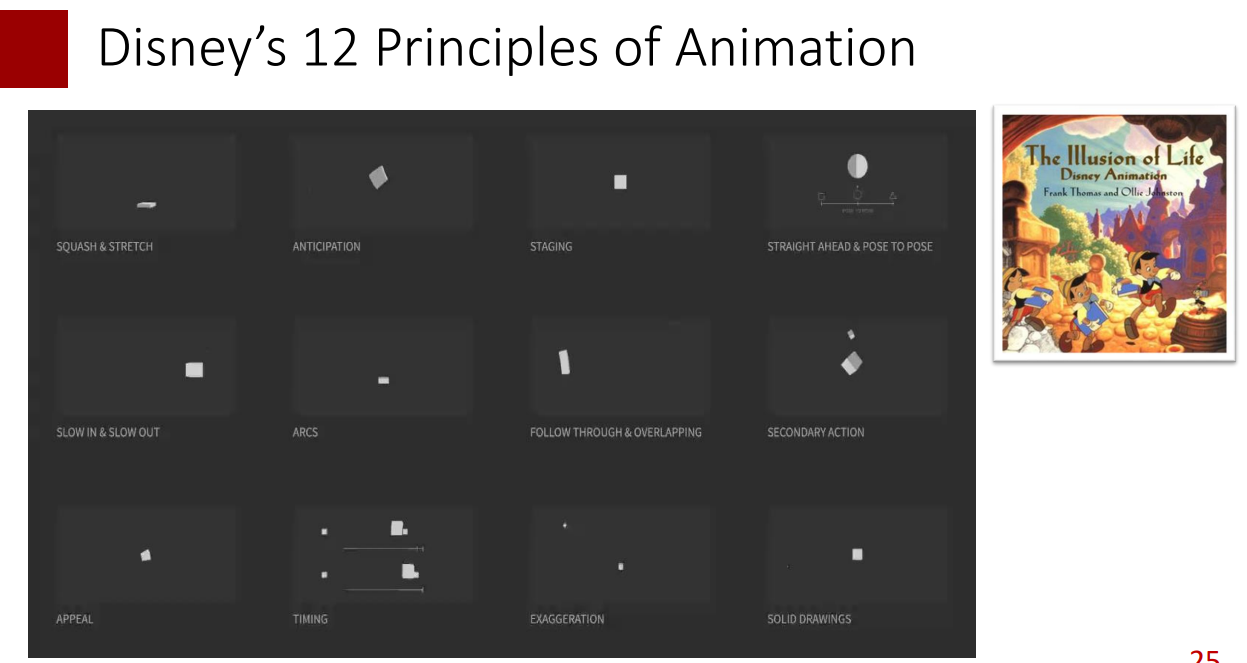 Disney’s 12 Principles of Animation
SQUASH & STRETCH
ANTICIPATION
STAGING
STRAIGHT AHEAD & POSE TO POSE
SLOW IN & SLOW OUT
ARCS
FOLLOW THROUGH & OVERLAPPING
SECONDARY ACTION
APPEAL
TIMING
EXAGGERATION
SOLID DRAWINGS
The Illusion of Life
Disney Animation
Frank Thomas and Ollie Johnston
25